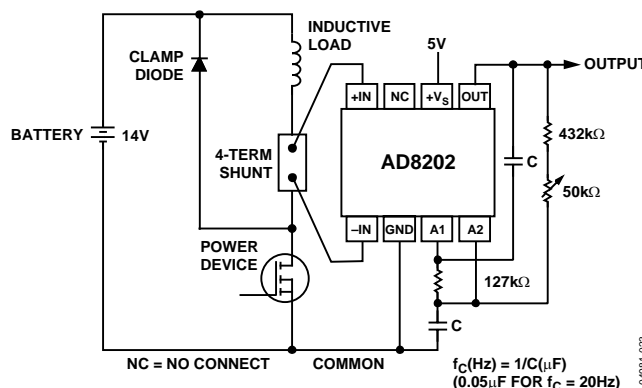 INDUCTIVE
LOAD
CLAMP
DIODE
5V
OUTPUT
+IN
NC
+VS
OUT
BATTERY
14V
4-TERM
SHUNT
AD8202
C
432kΩ
50kΩ
–IN
GND
A1
A2
POWER
DEVICE
127kΩ
C
NC = NO CONNECT
COMMON
fC(Hz) = 1/C(µF)
(0.05µF FOR fC = 20Hz)